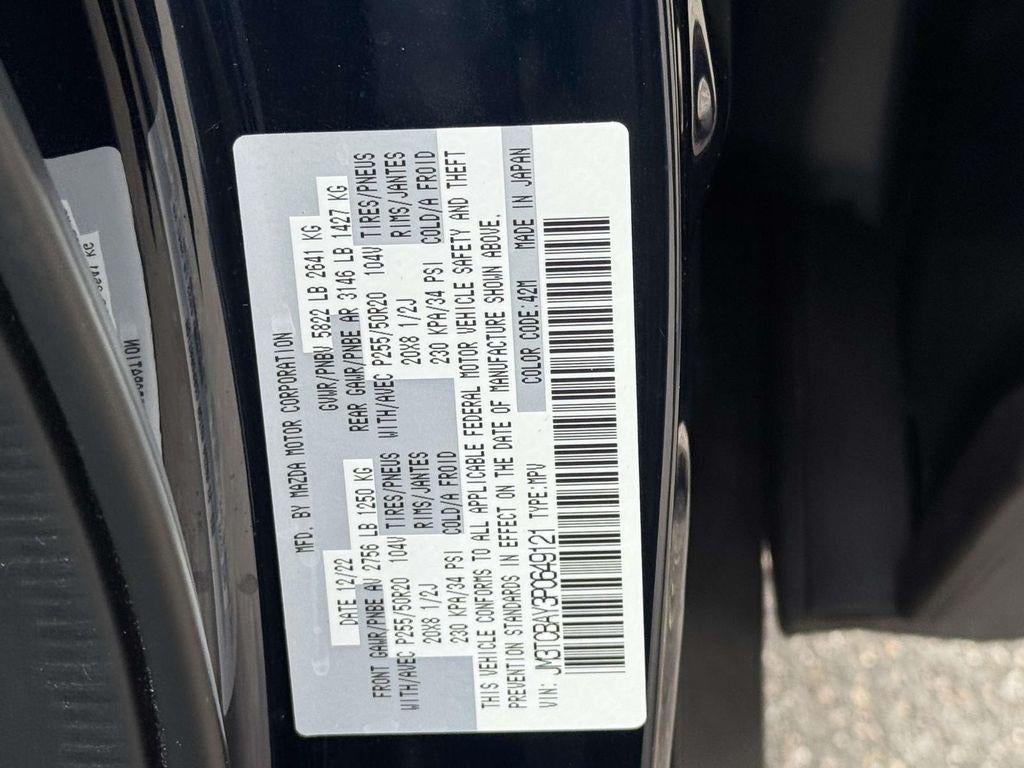 MFD. BY MAZDA MOTOR CORPORATION
DATE 12/22 GVWR/PNBV 5822 LB 2641 KG
FRONT GAWR/PNBE AV 2756 LB 1250 KG REAR GAWR/PNBE AR 3146 LB 1427 KG
WITH/AVEC P255/50R20 104V TIRES/PNEUS WITH/AVEC P255/50R20 104V TIRES/PNEUS
20X8 1/2J RIMS/JANTES 20X8 1/2J RIMS/JANTES
230 KPA/34 PSI COLD/A FROID 230 KPA/34 PSI COLD/A FROID
THIS VEHICLE CONFORMS TO ALL APPLICABLE FEDERAL MOTOR VEHICLE SAFETY AND THEFT
PREVENTION STANDARDS IN EFFECT ON THE DATE OF MANUFACTURE SHOWN ABOVE.
COLOR CODE:42M MADE IN JAPAN
VIN: JM3TCBAY3P0649121 TYPE:MPV